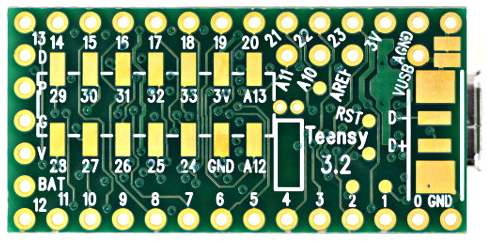 13 14 15 16 17 18 19 20 21 22 23 3V AGND
D
P
G
V
29 30 31 32 33 3V A13
A11 A10 AREF VUSB
RST
Teensy
3.2
D-
D+
28 27 26 25 24 GND A12
BAT
12 11 10 9 8 7 6 5 4 3 2 1 0 GND